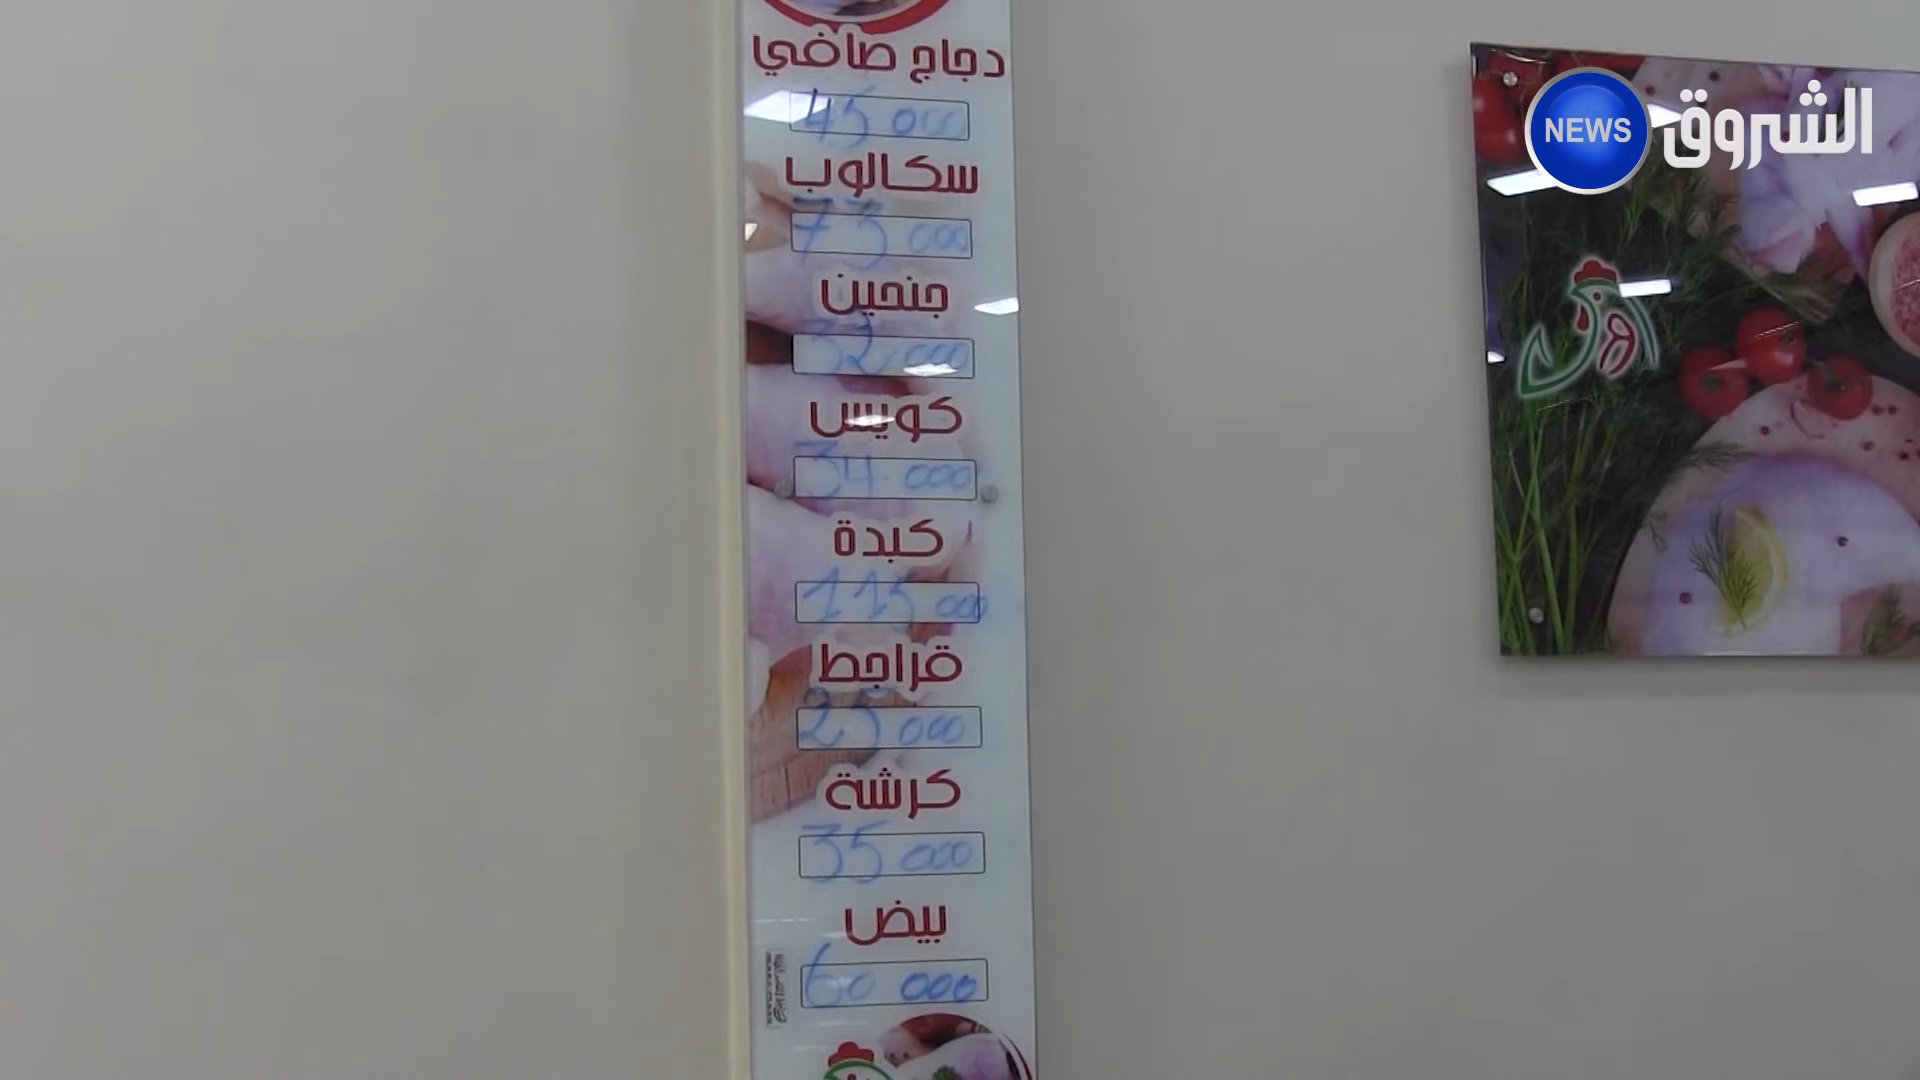 دجاج صافي
45 000
سكالوب
73 000
جنحين
32 000
كويس
34 000
كبدة
115 000
قراجط
25 000
كرشة
35 000
بيض
60 000
NEWS الشروق